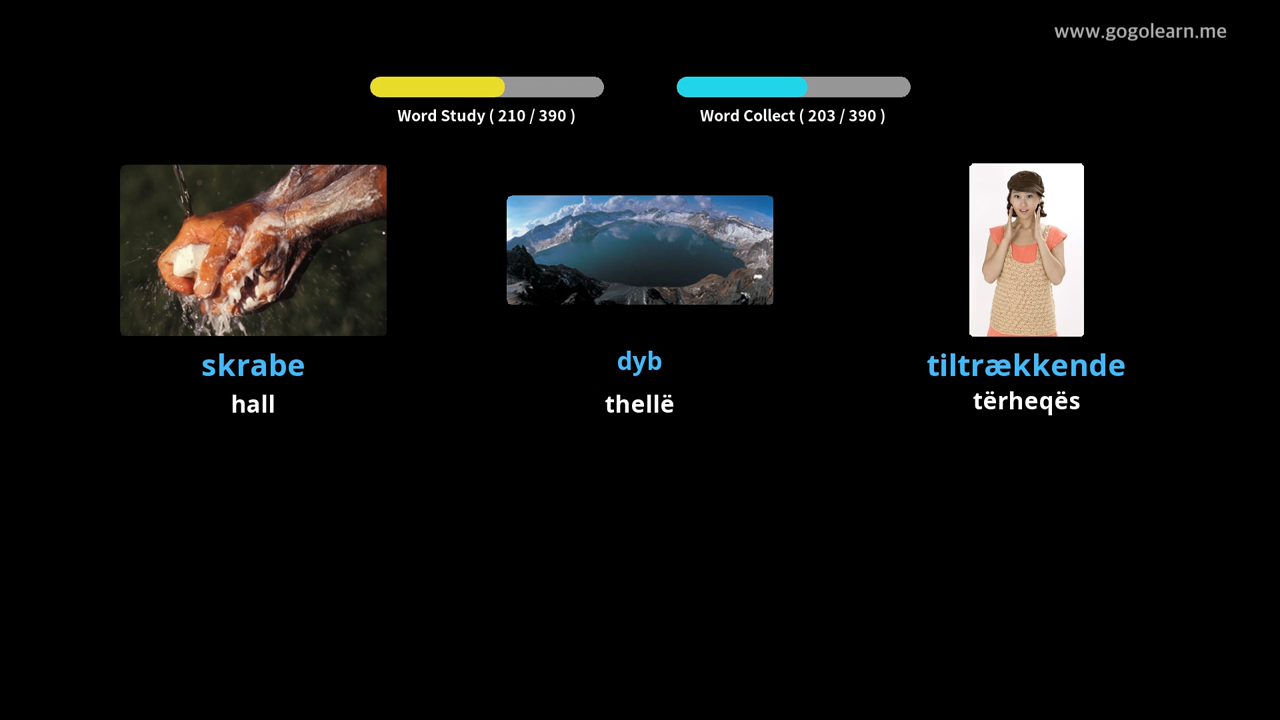 www.gogolearn.me
Word Study ( 210 / 390 )
Word Collect ( 203 / 390 )
skrabe
hall
dyb
thellë
tiltrækkende
tërheqës